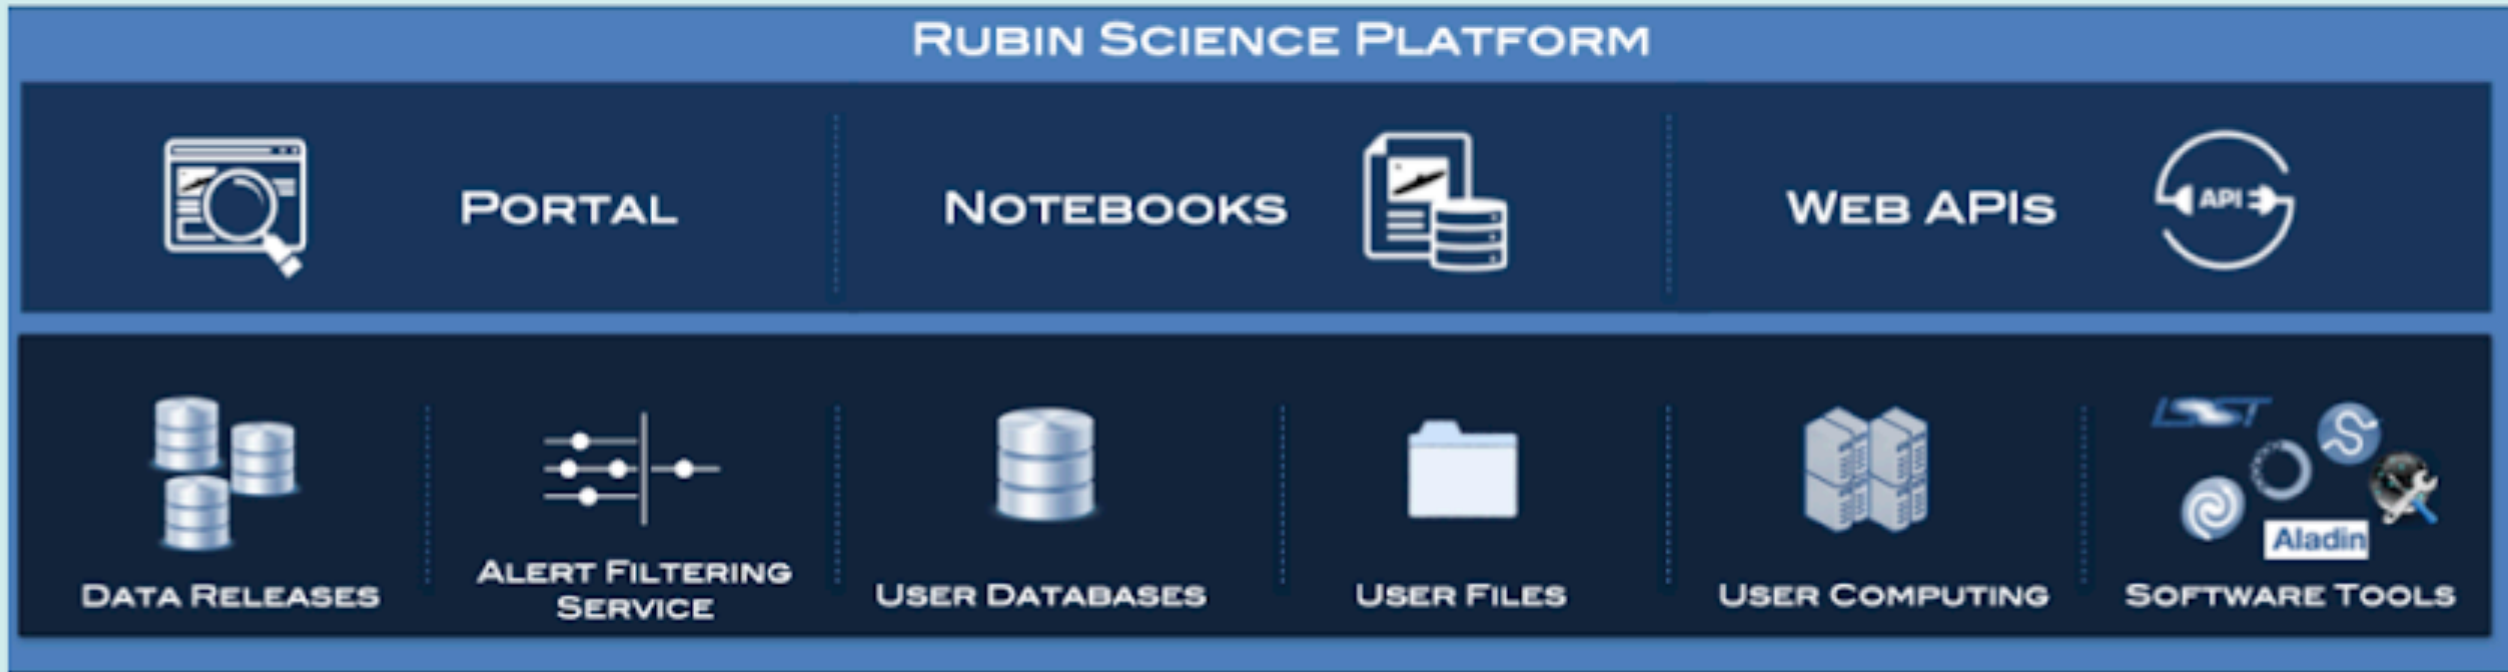 RUBIN SCIENCE PLATFORM
PORTAL
NOTEBOOKS
WEB APIS
API
DATA RELEASES
ALERT FILTERING
SERVICE
USER DATABASES
USER FILES
USER COMPUTING
LSST
Aladin
SOFTWARE TOOLS